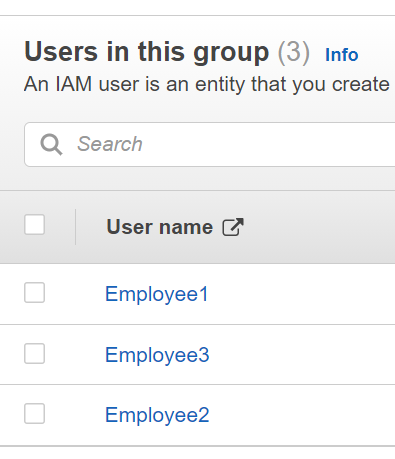 Users in this group (3) Info
An IAM user is an entity that you create
Search
User name
Employee1
Employee3
Employee2